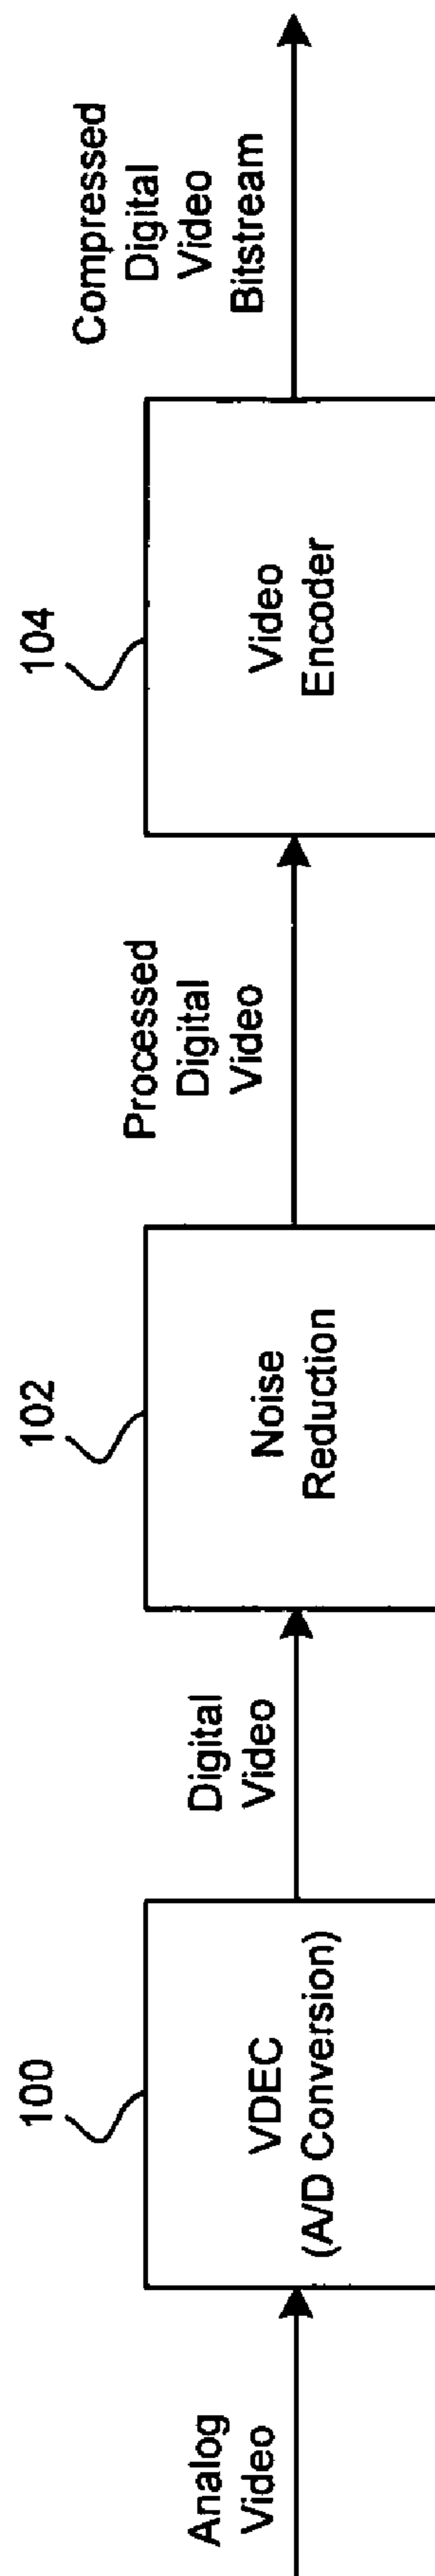 Analog
Video
100
VDEC
(A/D Conversion)
Digital
Video
102
Noise
Reduction
Processed
Digital
Video
104
Video
Encoder
Compressed
Digital
Video
Bitstream